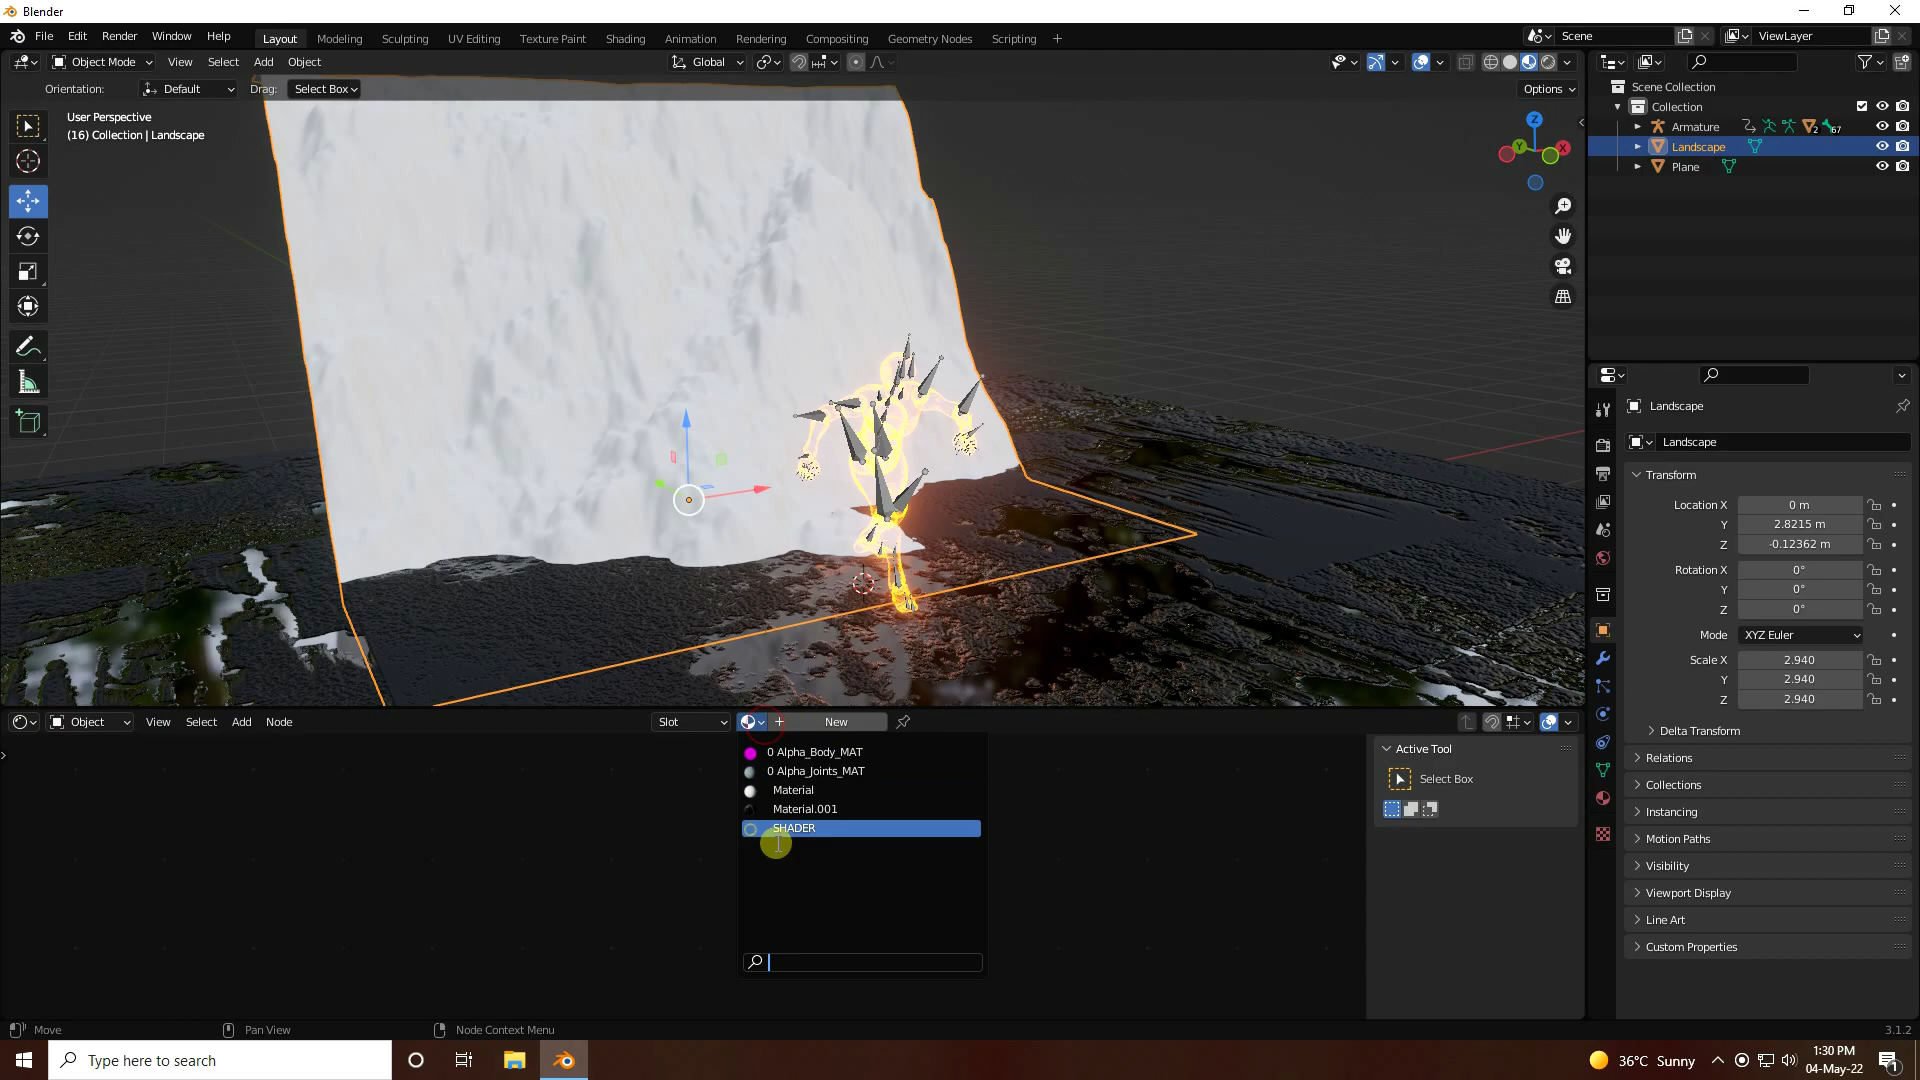 Blender
File Edit Render Window Help Layout Modeling Sculpting UV Editing Texture Paint Shading Animation Rendering Compositing Geometry Nodes Scripting + Scene ViewLayer
Object Mode View Select Add Object Global
Orientation: Default Drag: Select Box Options
User Perspective
(16) Collection | Landscape
Z
Y
X
Scene Collection
Collection
Armature 2 67
Landscape
Plane
Landscape
Landscape
Transform
Location X 0 m
Y 2.8215 m
Z -0.12362 m
Rotation X 0°
Y 0°
Z 0°
Mode XYZ Euler
Scale X 2.940
Y 2.940
Z 2.940
Delta Transform
Relations
Collections
Instancing
Motion Paths
Visibility
Viewport Display
Line Art
Custom Properties
Object View Select Add Node Slot New
0 Alpha_Body_MAT
0 Alpha_Joints_MAT
Material
Material.001
SHADER
Active Tool
Select Box
Move Pan View Node Context Menu 3.1.2
Type here to search
36°C Sunny
1:30 PM
04-May-22
1